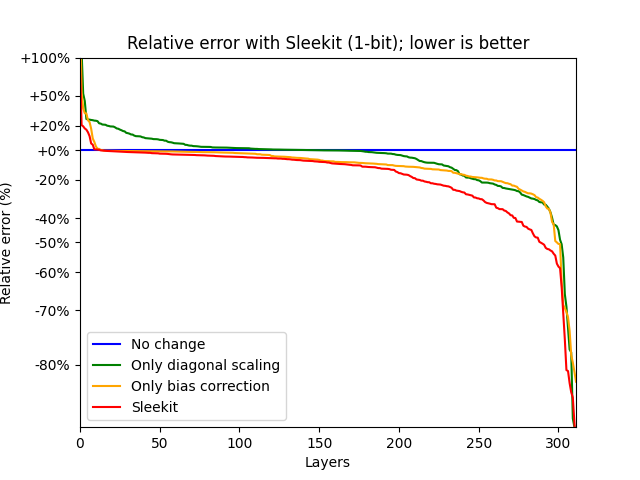 Relative error with Sleekit (1-bit); lower is better
+100%
+50%
+20%
+0%
-20%
-40%
-50%
-60%
-70%
-80%
Relative error (%)
No change
Only diagonal scaling
Only bias correction
Sleekit
0 50 100 150 200 250 300
Layers